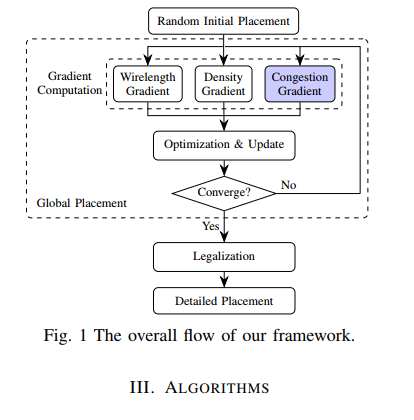 Random Initial Placement
Gradient
Computation
Wirelength
Gradient
Density
Gradient
Congestion
Gradient
Optimization & Update
Converge?
No
Global Placement
Yes
Legalization
Detailed Placement
Fig. 1 The overall flow of our framework.
III. ALGORITHMS